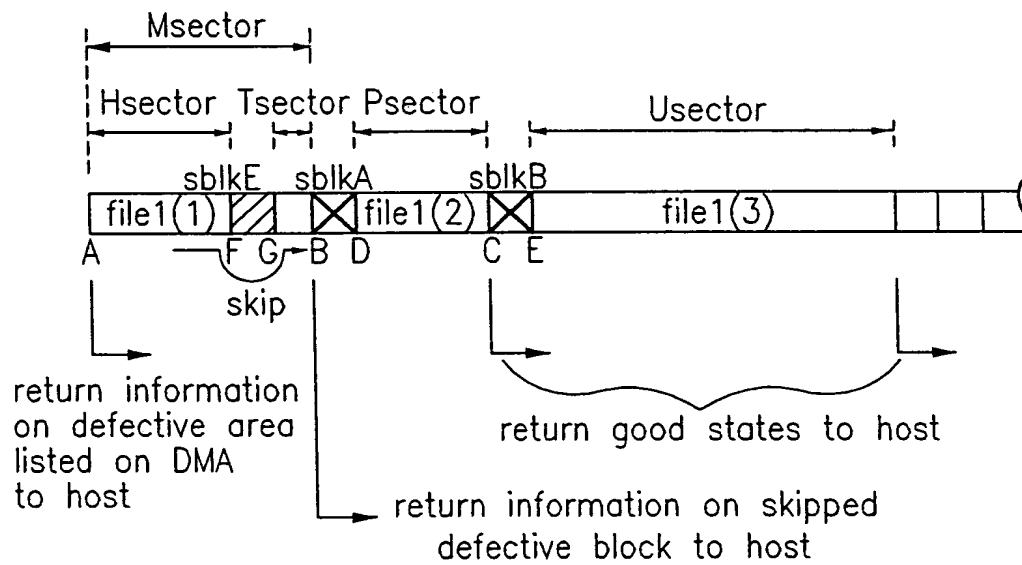 Msector
Hsector Tsector Psector
Usector
sblkE sblkA sblkB
file1(1) file1(2) file1(3)
A F G B D C E
skip
return information
on defective area
listed on DMA
to host
return good states to host
return information on skipped
defective block to host